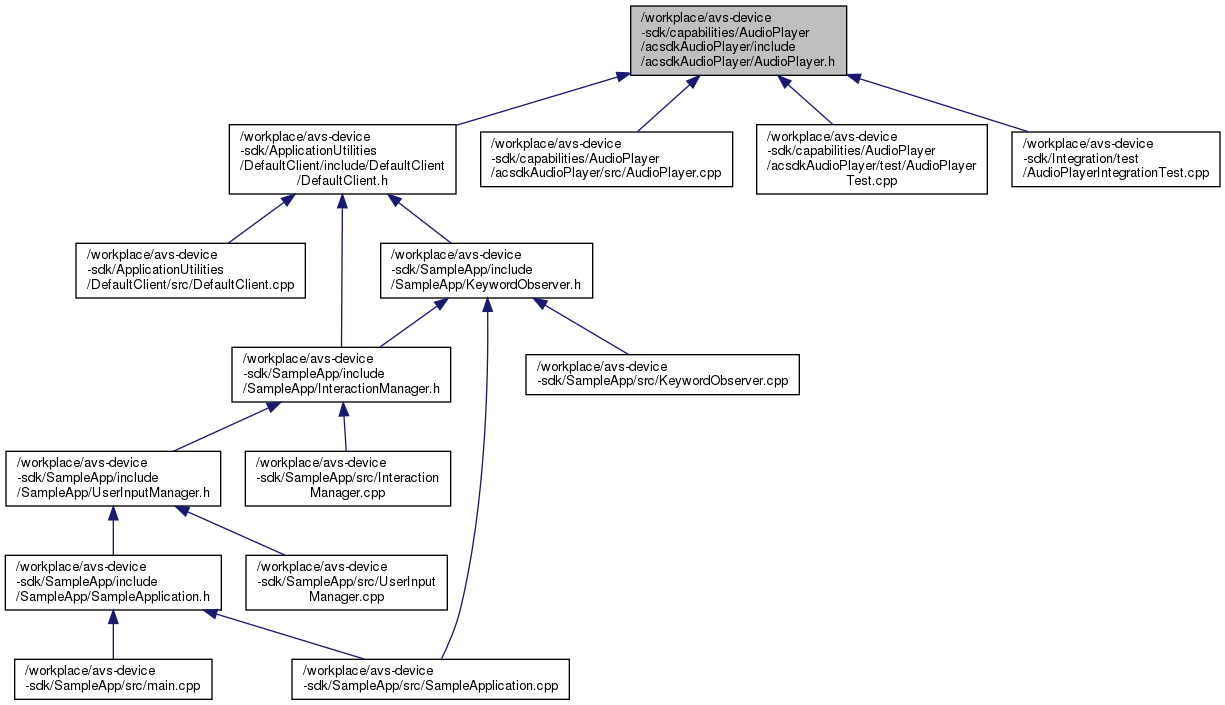 /workplace/avs-device
-sdk/capabilities/AudioPlayer
/acsdkAudioPlayer/include
/acsdkAudioPlayer/AudioPlayer.h
/workplace/avs-device
-sdk/ApplicationUtilities
/DefaultClient/include/DefaultClient
/DefaultClient.h
/workplace/avs-device
-sdk/capabilities/AudioPlayer
/acsdkAudioPlayer/src/AudioPlayer.cpp
/workplace/avs-device
-sdk/capabilities/AudioPlayer
/acsdkAudioPlayer/test/AudioPlayer
Test.cpp
/workplace/avs-device
-sdk/Integration/test
/AudioPlayerIntegrationTest.cpp
/workplace/avs-device
-sdk/ApplicationUtilities
/DefaultClient/src/DefaultClient.cpp
/workplace/avs-device
-sdk/SampleApp/include
/SampleApp/KeywordObserver.h
/workplace/avs-device
-sdk/SampleApp/include
/SampleApp/InteractionManager.h
/workplace/avs-device
-sdk/SampleApp/src/KeywordObserver.cpp
/workplace/avs-device
-sdk/SampleApp/include
/SampleApp/UserInputManager.h
/workplace/avs-device
-sdk/SampleApp/src/Interaction
Manager.cpp
/workplace/avs-device
-sdk/SampleApp/include
/SampleApp/SampleApplication.h
/workplace/avs-device
-sdk/SampleApp/src/UserInput
Manager.cpp
/workplace/avs-device
-sdk/SampleApp/src/main.cpp
/workplace/avs-device
-sdk/SampleApp/src/SampleApplication.cpp